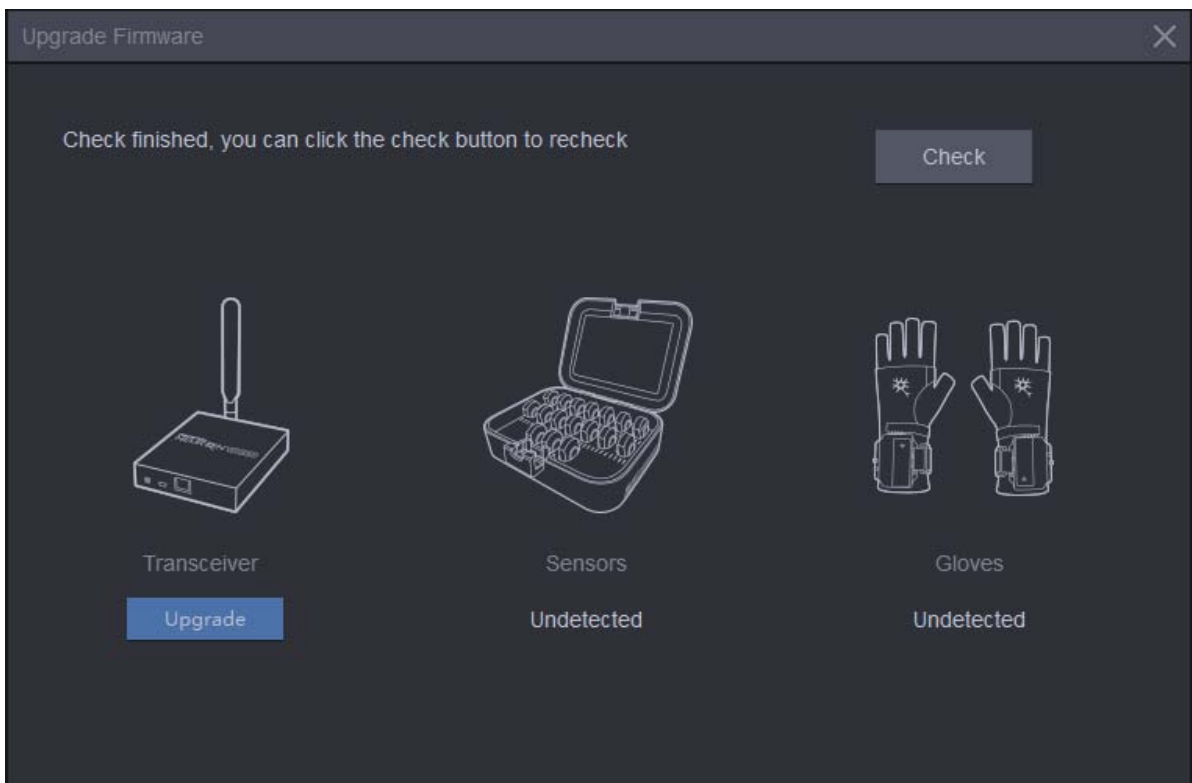 Upgrade Firmware
Check finished, you can click the check button to recheck
Check
Transceiver
Sensors
Gloves
Upgrade
Undetected
Undetected